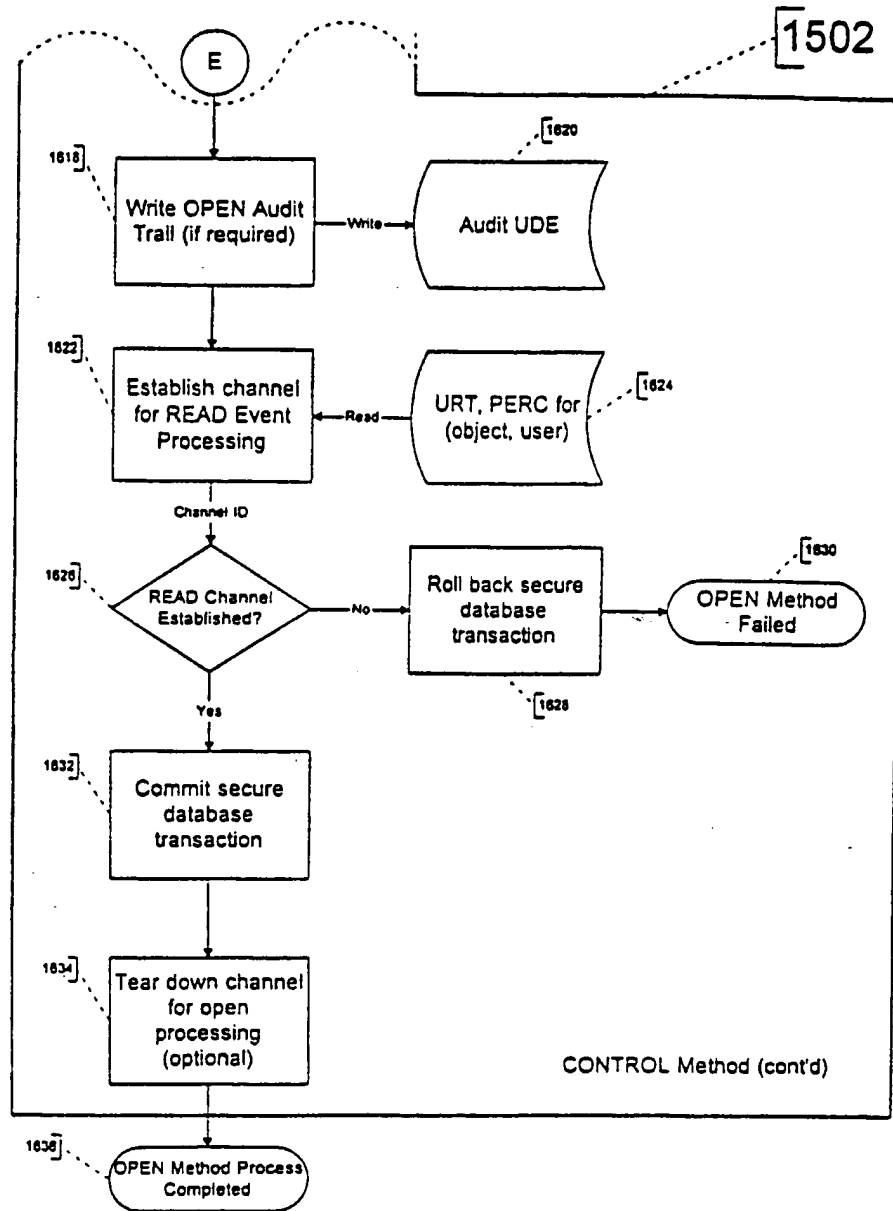 E
1502
1618
Write OPEN Audit
Trail (if required)
Write
1620
Audit UDE
1622
Establish channel
for READ Event
Processing
Read
URT, PERC for
(object, user)
1624
Channel ID
1626
READ Channel
Established?
No
Roll back secure
database
transaction
1628
1630
OPEN Method
Failed
Yes
1632
Commit secure
database
transaction
1634
Tear down channel
for open
processing
(optional)
CONTROL Method (cont'd)
1636
OPEN Method Process
Completed